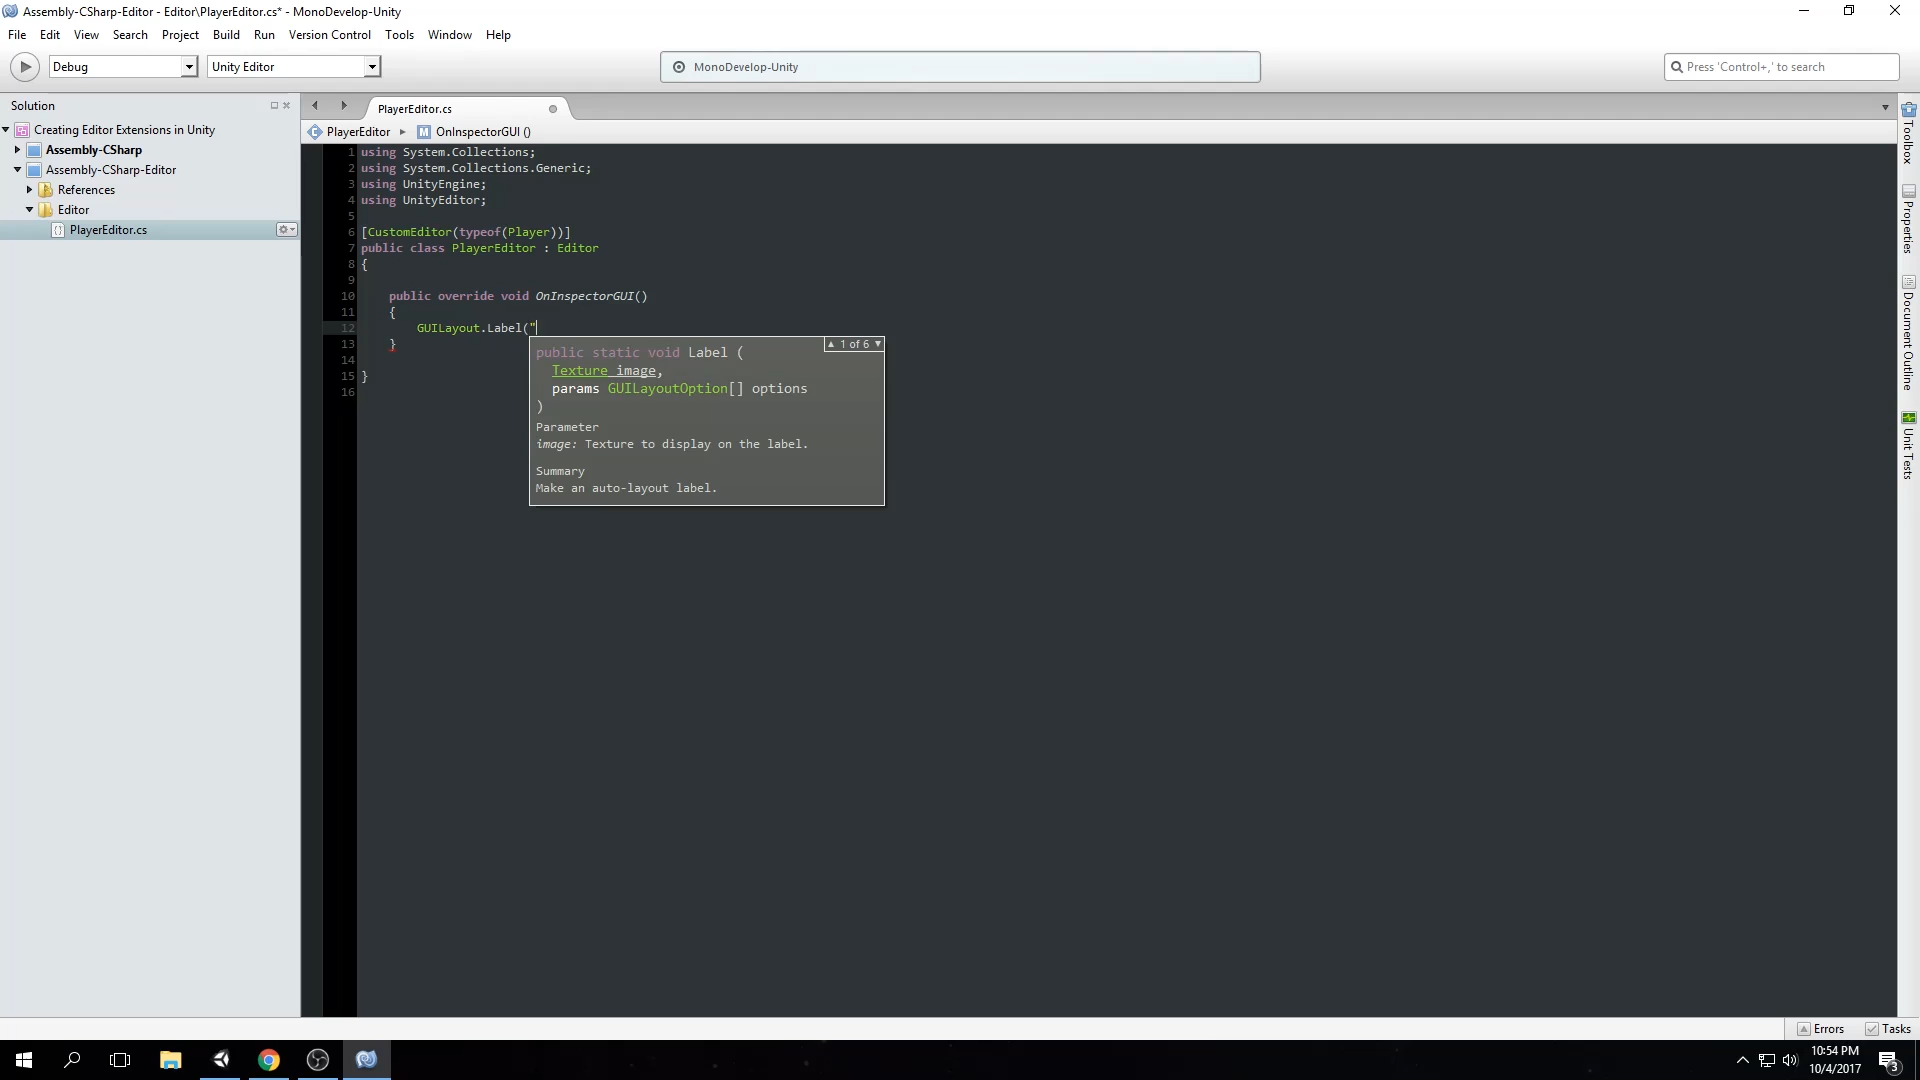 Assembly-CSharp-Editor - Editor\PlayerEditor.cs* - MonoDevelop-Unity
File Edit View Search Project Build Run Version Control Tools Window Help
Debug Unity Editor MonoDevelop-Unity Press 'Control+,' to search
Solution
Creating Editor Extensions in Unity
Assembly-CSharp
Assembly-CSharp-Editor
References
Editor
PlayerEditor.cs
PlayerEditor.cs
PlayerEditor OnInspectorGUI ()
1 using System.Collections;
2 using System.Collections.Generic;
3 using UnityEngine;
4 using UnityEditor;
5
6 [CustomEditor(typeof(Player))]
7 public class PlayerEditor : Editor
8 {
9
10 public override void OnInspectorGUI()
11 {
12 GUILayout.Label("
13 }
14
15 }
16
1 of 6
public static void Label (
Texture image,
params GUILayoutOption[] options
)
Parameter
image: Texture to display on the label.
Summary
Make an auto-layout label.
Toolbox
Properties
Document Outline
Unit Tests
Errors Tasks
10:54 PM
10/4/2017
3